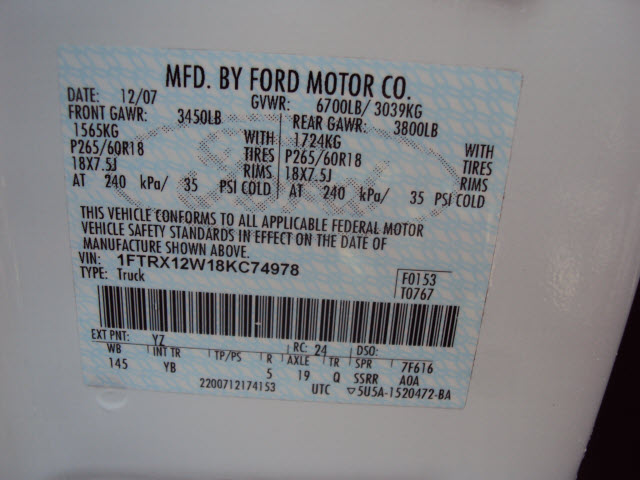 MFD. BY FORD MOTOR CO.
DATE: 12/07 GVWR: 6700LB/ 3039KG
FRONT GAWR: 3450LB REAR GAWR: 3800LB
1565KG WITH 1724KG WITH
P265/60R18 TIRES P265/60R18 TIRES
18X7.5J RIMS 18X7.5J RIMS
AT 240 kPa/ 35 PSI COLD AT 240 kPa/ 35 PSI COLD
THIS VEHICLE CONFORMS TO ALL APPLICABLE FEDERAL MOTOR
VEHICLE SAFETY STANDARDS IN EFFECT ON THE DATE OF
MANUFACTURE SHOWN ABOVE.
VIN: 1FTRX12W18KC74978 F0153
TYPE: Truck T0767
EXT PNT: YZ RC: 24 DSO:
WB INT TR TP/PS R AXLE TR SPR 7F616
145 YB 5 19 Q SSRR A0A
2200712174153 UTC ▽5U5A-1520472-BA